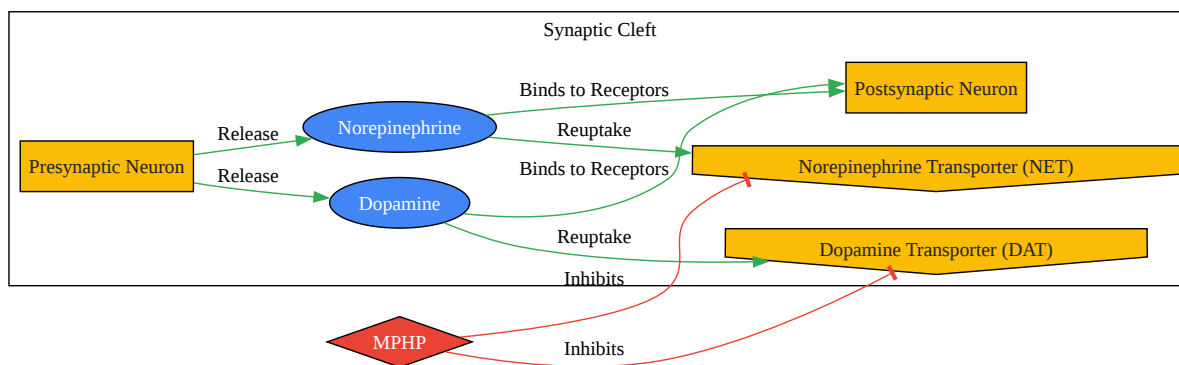 Synaptic Cleft
Binds to Receptors
Postsynaptic Neuron
Release
Norepinephrine
Reuptake
Presynaptic Neuron
Norepinephrine Transporter (NET)
Release
Binds to Receptors
Dopamine
Reuptake
Dopamine Transporter (DAT)
Inhibits
MPHP
Inhibits